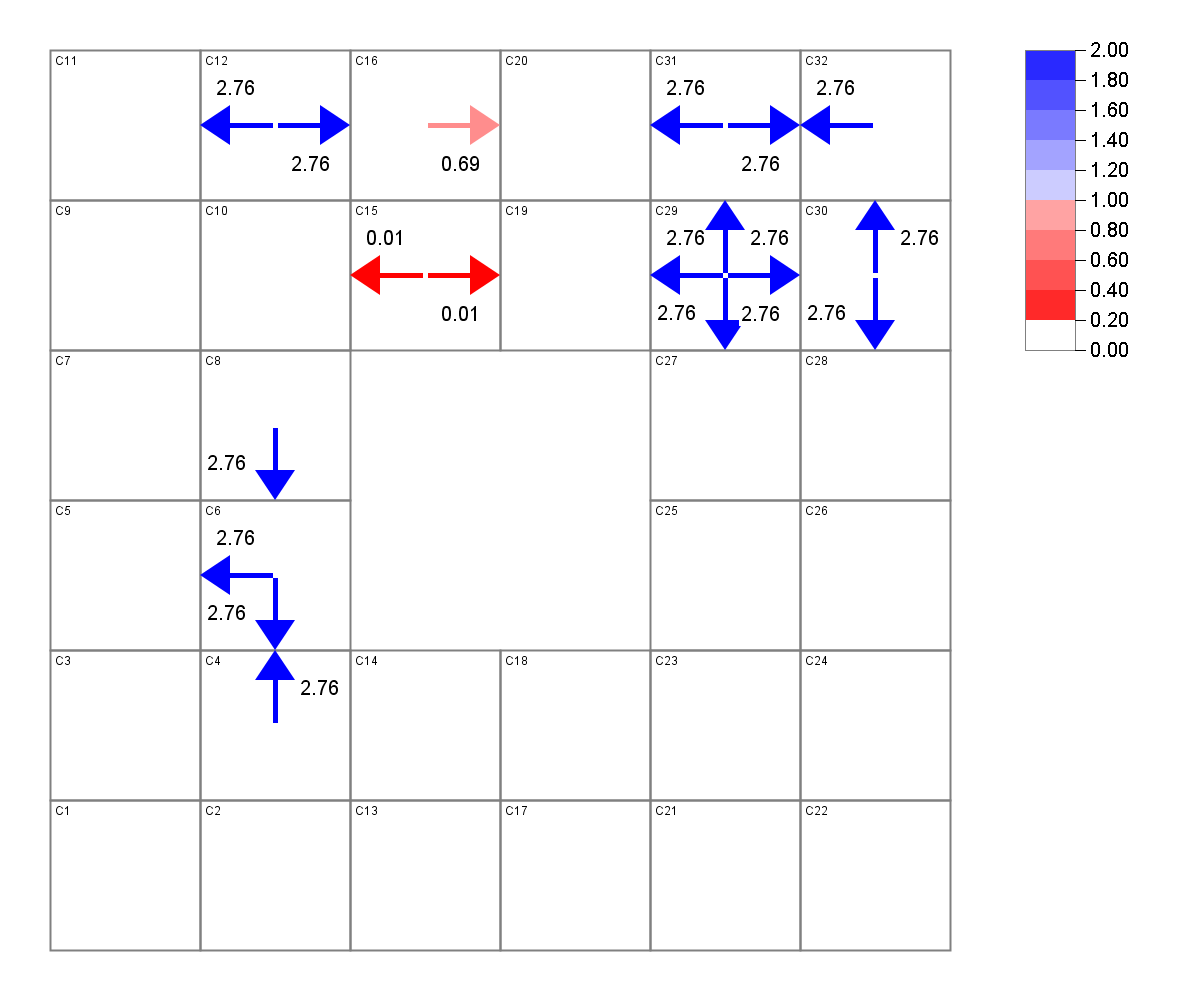 C11 C12 C16 C20 C31 C32 2.00
2.76 2.76 2.76 1.80
1.60
1.40
2.76 0.69 2.76 1.20
C9 C10 C15 C19 C29 C30 1.00
0.01 2.76 2.76 2.76 0.80
0.60
0.40
0.01 2.76 2.76 2.76 0.20
C7 C8 C27 C28 0.00
2.76
C5 C6 C25 C26
2.76
2.76
C3 C4 C14 C18 C23 C24
2.76
C1 C2 C13 C17 C21 C22